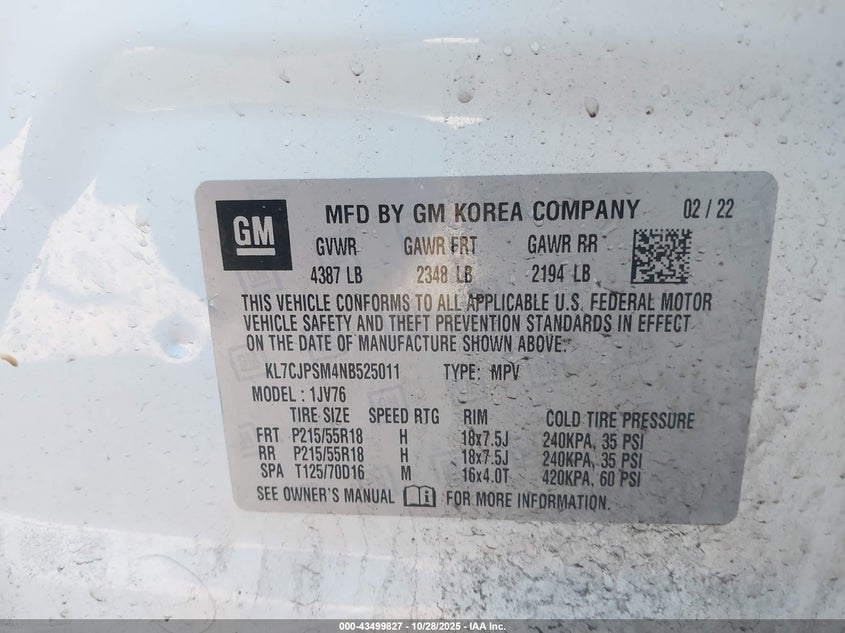 GM MFD BY GM KOREA COMPANY 02 / 22
GVWR GAWR FRT GAWR RR
4387 LB 2348 LB 2194 LB
THIS VEHICLE CONFORMS TO ALL APPLICABLE U.S. FEDERAL MOTOR
VEHICLE SAFETY AND THEFT PREVENTION STANDARDS IN EFFECT
ON THE DATE OF MANUFACTURE SHOWN ABOVE.
KL7CJPSM4NB525011 TYPE: MPV
MODEL : 1JV76
TIRE SIZE SPEED RTG RIM COLD TIRE PRESSURE
FRT P215/55R18 H 18x7.5J 240KPA, 35 PSI
RR P215/55R18 H 18x7.5J 240KPA, 35 PSI
SPA T125/70D16 M 16x4.0T 420KPA, 60 PSI
SEE OWNER'S MANUAL FOR MORE INFORMATION.
000-43499827 - 10/28/2025 - IAA Inc.